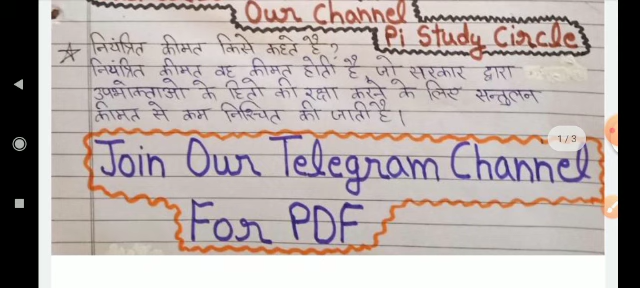 Our Channel
Pi Study Circle
नियंत्रित कीमत किसे कहते है?
नियंत्रित कीमत वह कीमत होती है, जो सरकार द्वारा
उपभोक्ताओ के हितो की रक्षा करने के लिए सन्तुलन
कीमत से कम निश्चित की जाती है।
1/3
Join Our Telegram Channel
For PDF